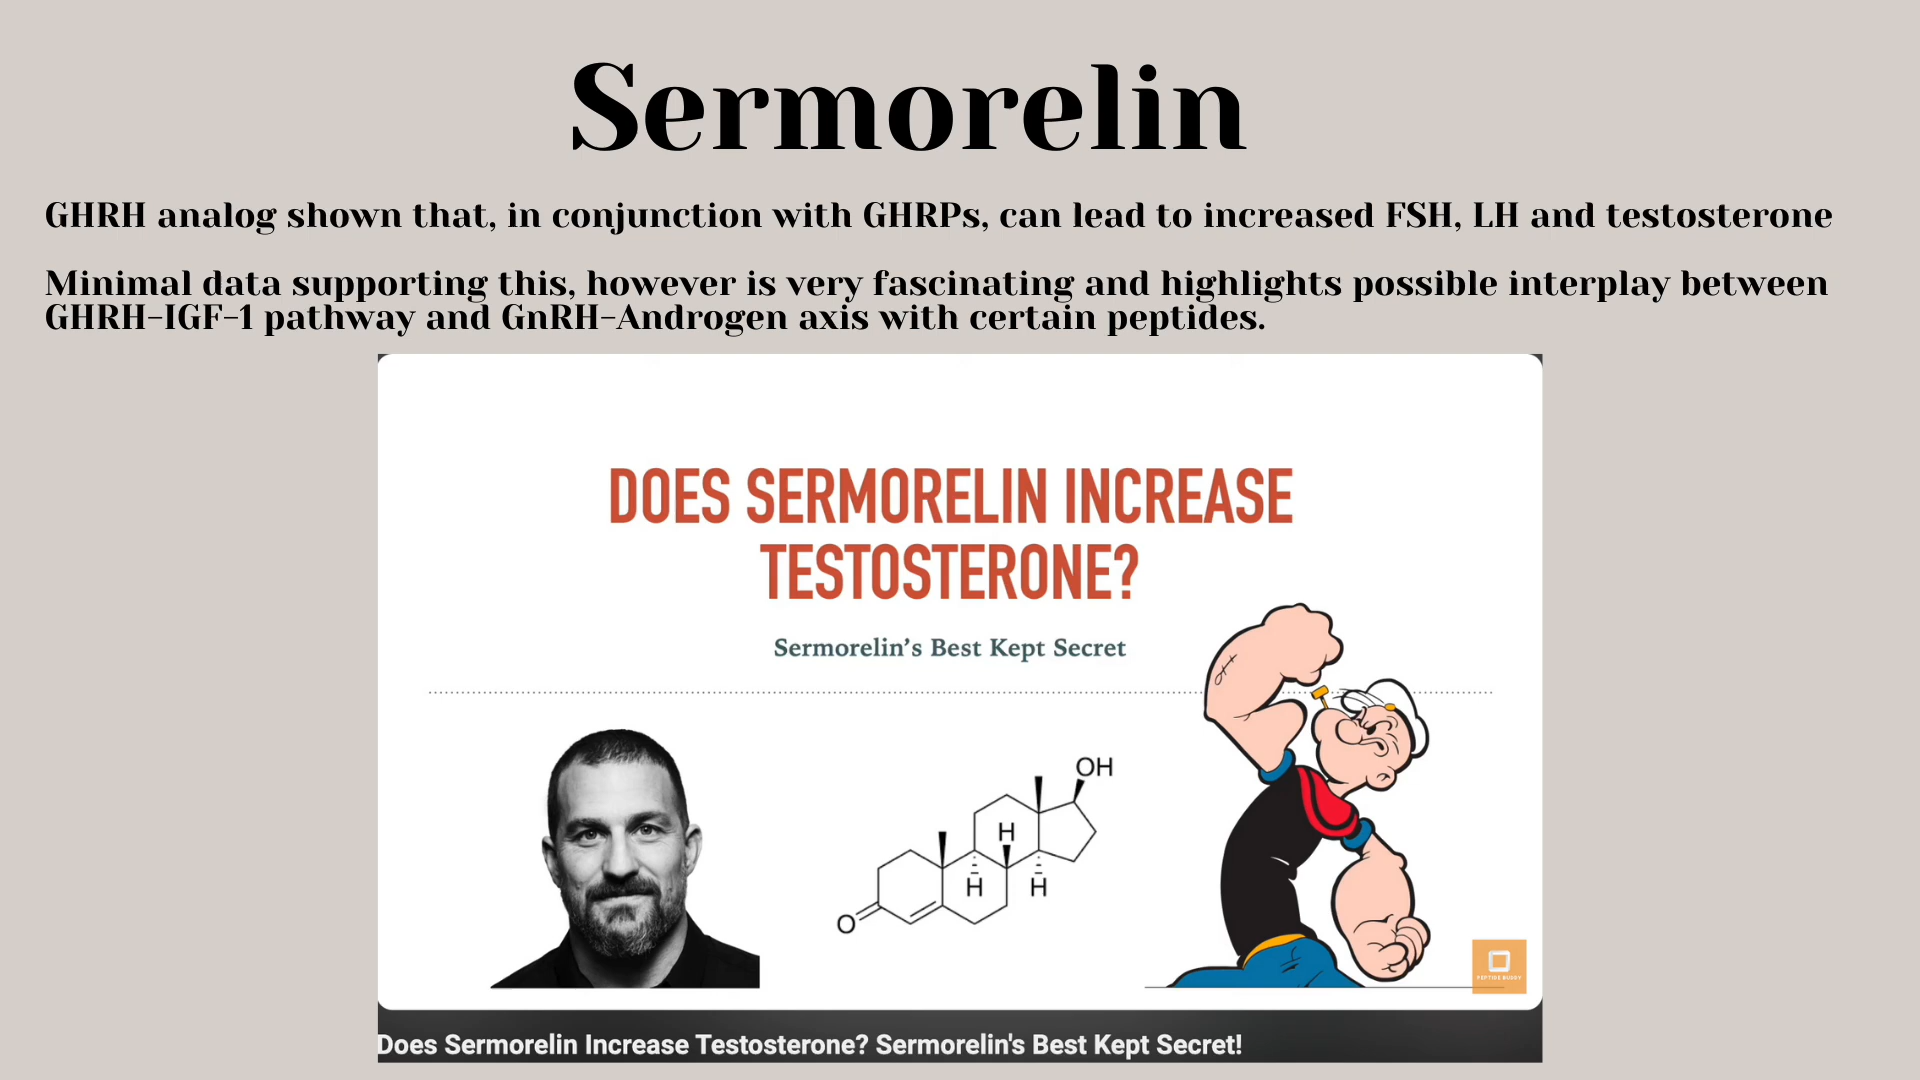 Sermorelin
GHRH analog shown that, in conjunction with GHRPs, can lead to increased FSH, LH and testosterone
Minimal data supporting this, however is very fascinating and highlights possible interplay between
GHRH-IGF-1 pathway and GnRH-Androgen axis with certain peptides.
DOES SERMORELIN INCREASE
TESTOSTERONE?
Sermorelin's Best Kept Secret
OH
H
H
H
O
PEPTIDE BUDDY
Does Sermorelin Increase Testosterone? Sermorelin's Best Kept Secret!